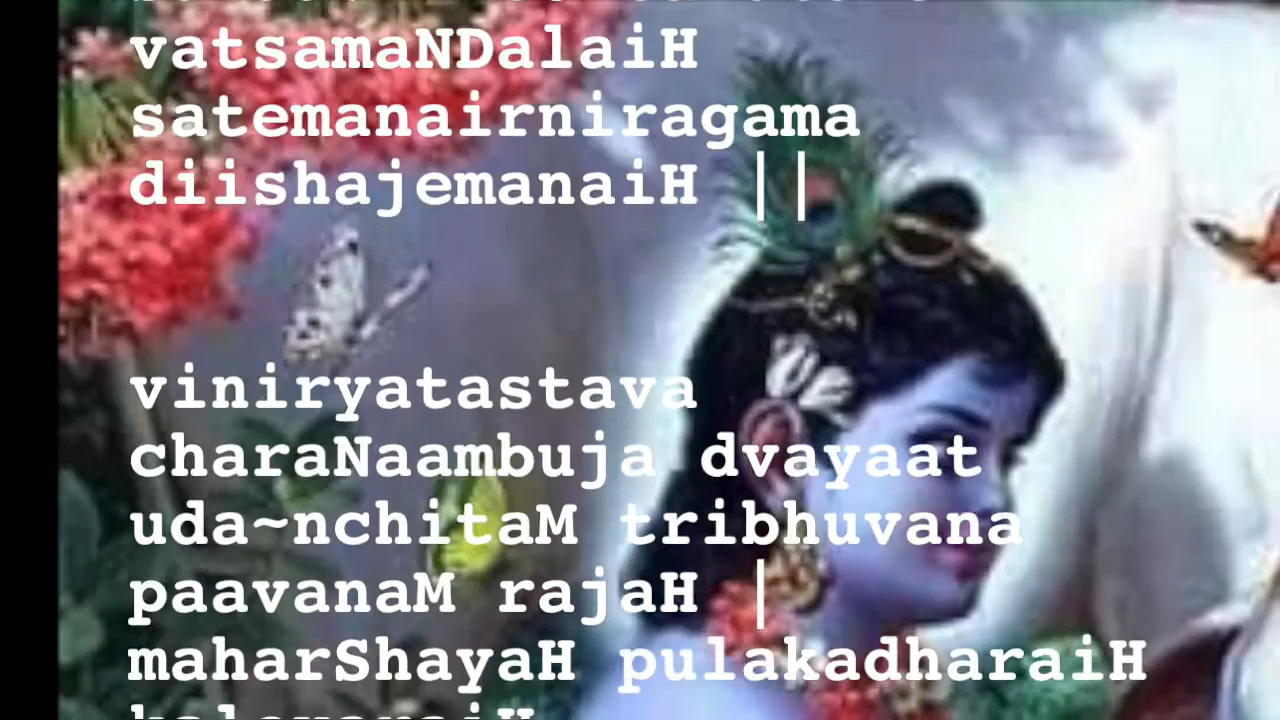 vatsamaNDalaiH
satemanairniragama
diishajemanaiH ||
viniryatastava
charaNaambuja dvayaat
uda~nchitaM tribhuvana
paavanaM rajaH |
maharShayaH pulakadharaiH